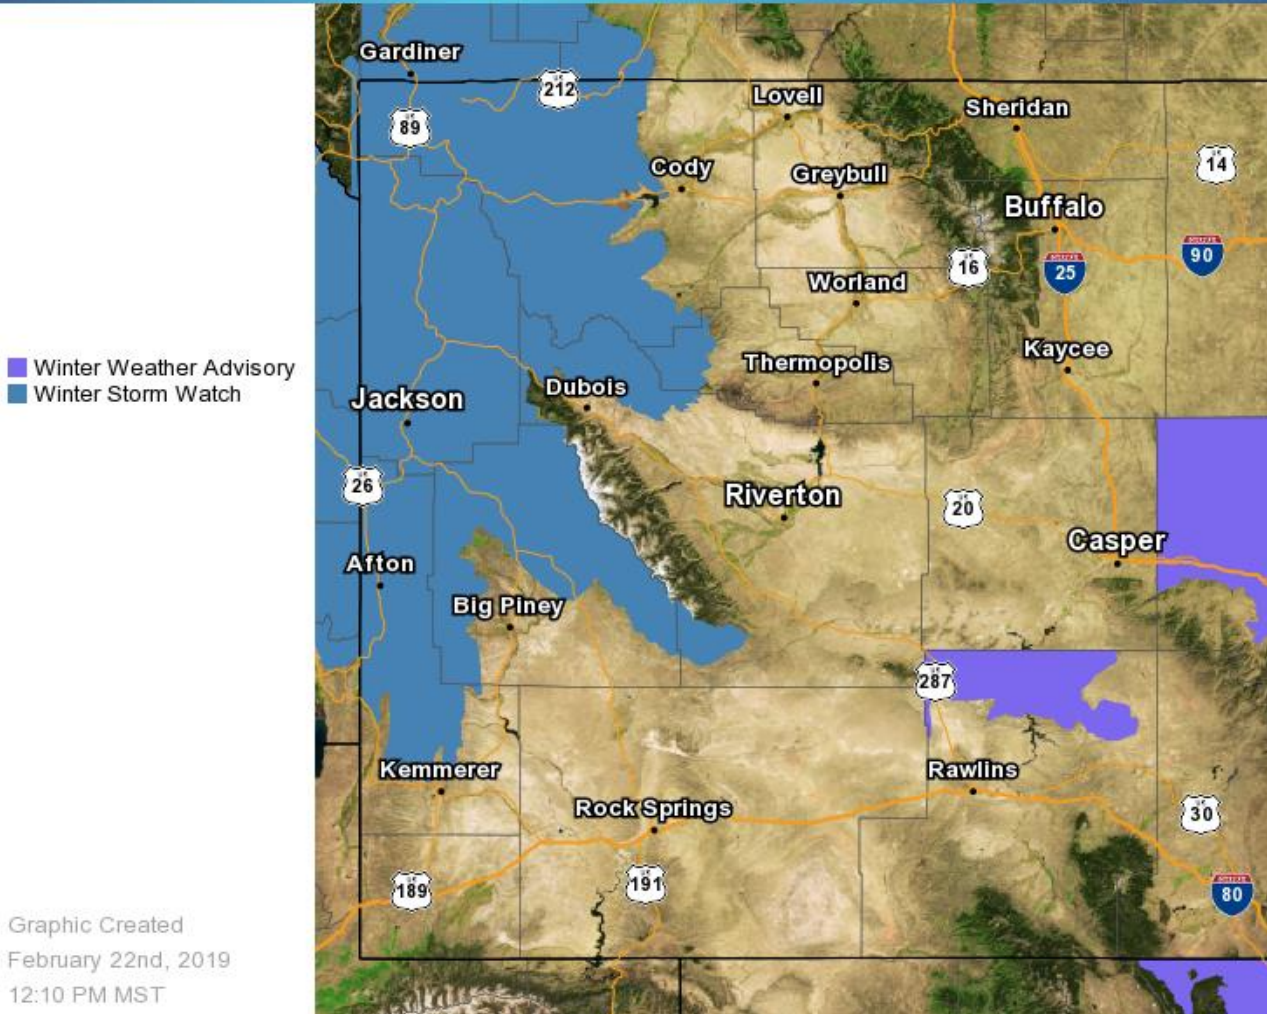 Gardiner
212
89
Lovell
Sheridan
14
Cody
Greybull
Buffalo
90
16
25
Worland
Kaycee
Thermopolis
Winter Weather Advisory
Winter Storm Watch
Dubois
Jackson
26
Riverton
20
Casper
Afton
Big Piney
287
Kemmerer
Rawlins
Rock Springs
30
189
191
80
Graphic Created
February 22nd, 2019
12:10 PM MST